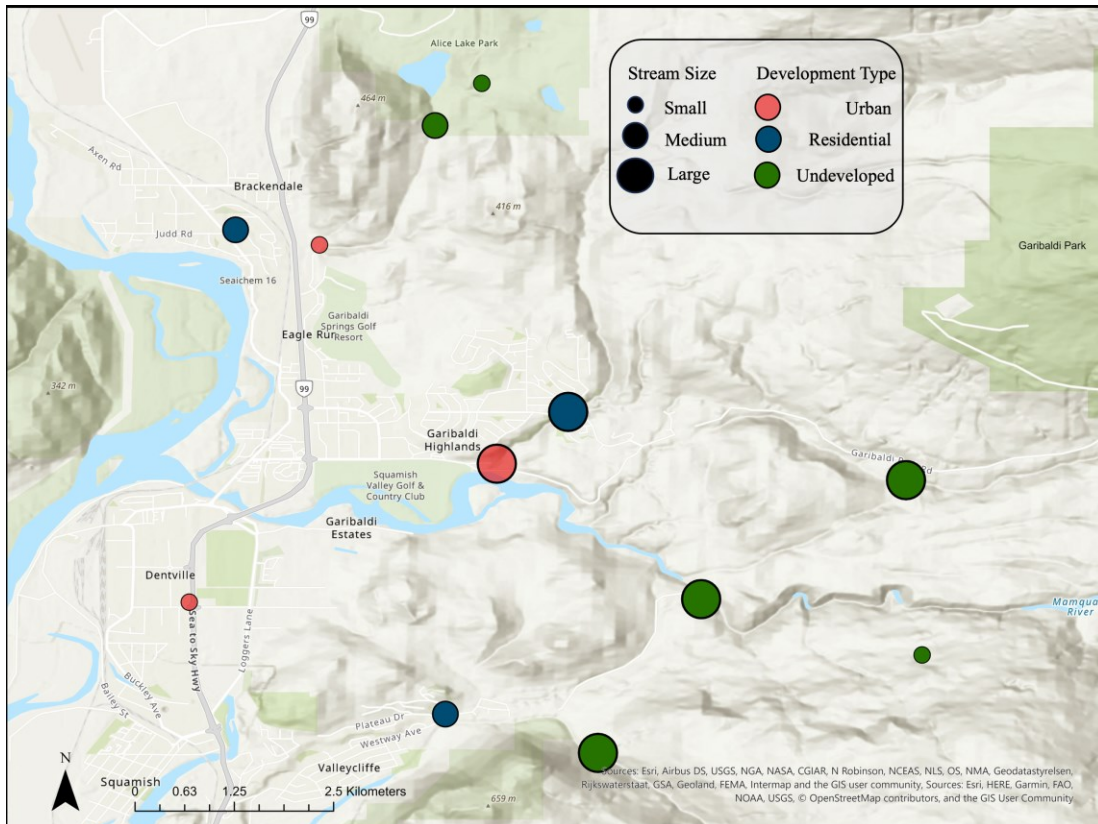 99
Alice Lake Park
464 m
Axen Rd
Brackendale
416 m
Judd Rd
Seaichem 16
Garibaldi
Springs Golf
Resort
Eagle Run
342 m
99
Garibaldi
Highlands
Squamish
Valley Golf &
Country Club
Garibaldi
Estates
Dentville
Sea to Sky Hwy
Loggers Lane
Buckley Ave
Bailey St
Plateau Dr
Westway Ave
Valleycliffe
Squamish
659 m
Garibaldi Park
Garibaldi Rd
Mamqua
River
Stream Size
Small
Medium
Large
Development Type
Urban
Residential
Undeveloped
N
0 0.63 1.25 2.5 Kilometers
Sources: Esri, Airbus DS, USGS, NGA, NASA, CGIAR, N Robinson, NCEAS, NLS, OS, NMA, Geodatastyrelsen,
Rijkswaterstaat, GSA, Geoland, FEMA, Intermap and the GIS user community, Sources: Esri, HERE, Garmin, FAO,
NOAA, USGS, © OpenStreetMap contributors, and the GIS User Community